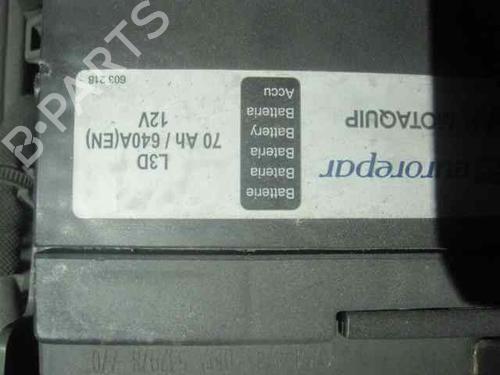 eurorepar
MOTAQUIP
Batterie
Bateria
Bateria
Battery
Batteria
Accu
L3D
70 Ah / 640A(EN)
12V
603 218
B-PARTS